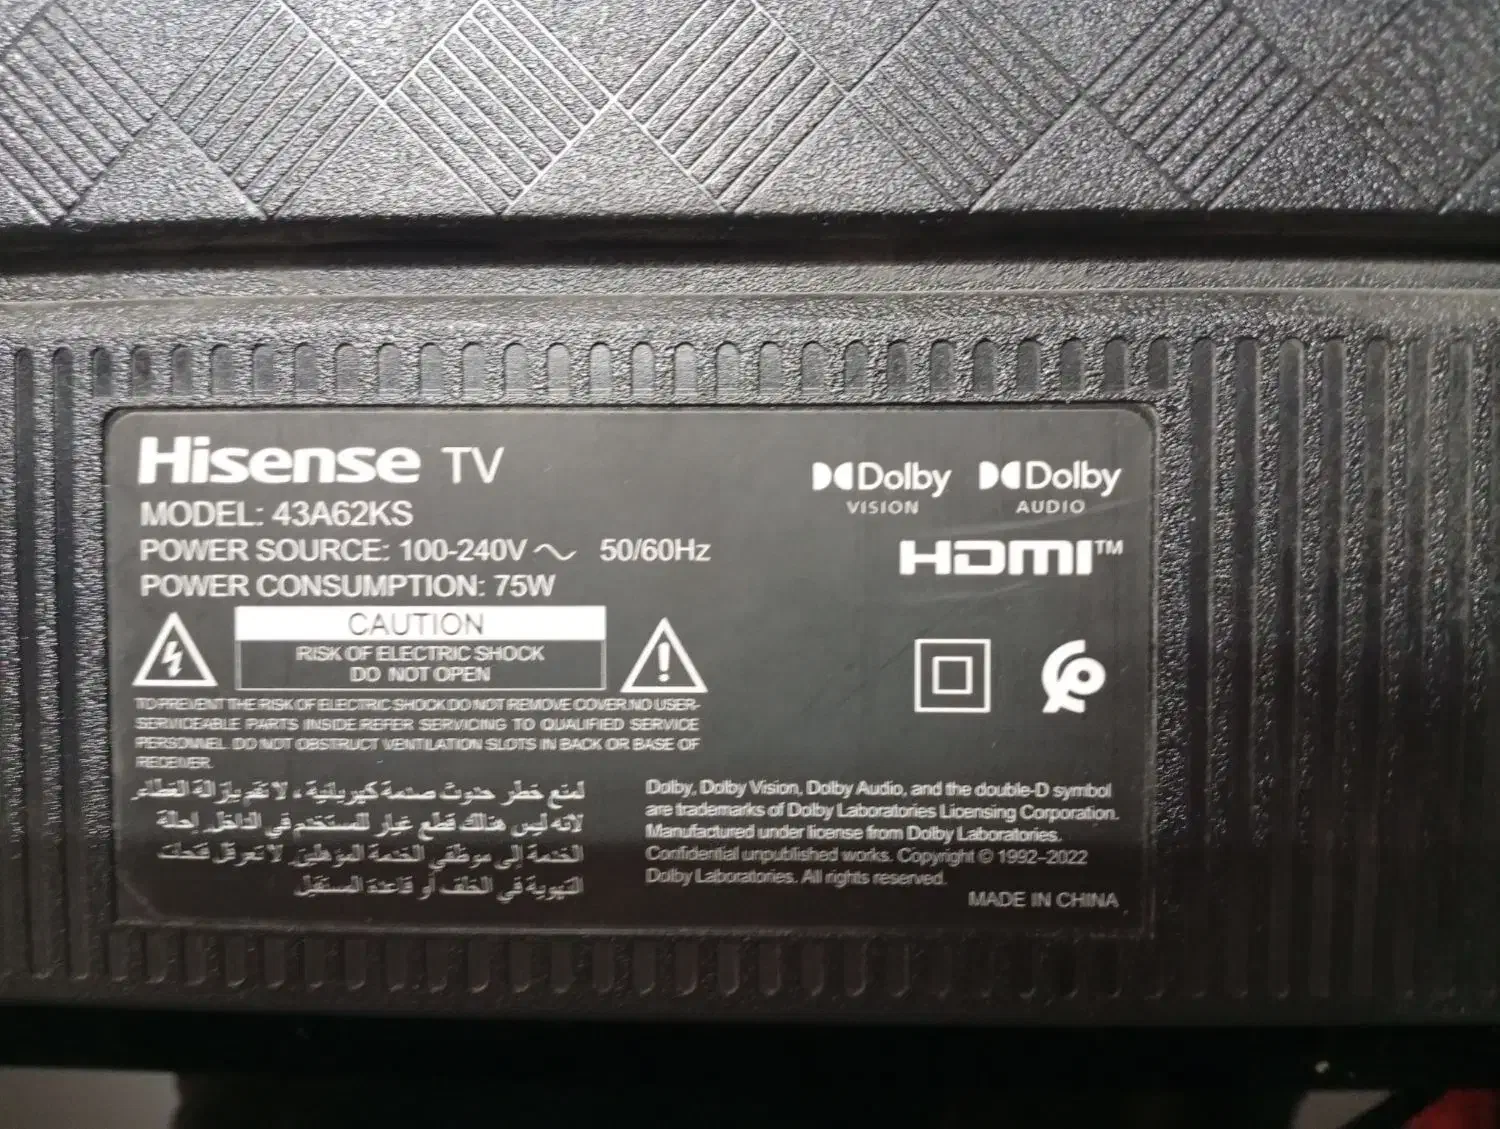 Hisense TV
MODEL: 43A62KS
POWER SOURCE: 100-240V ~ 50/60Hz
POWER CONSUMPTION: 75W
CAUTION
RISK OF ELECTRIC SHOCK
DO NOT OPEN
TO PREVENT THE RISK OF ELECTRIC SHOCK DO NOT REMOVE COVER.NO USER-
SERVICEABLE PARTS INSIDE.REFER SERVICING TO QUALIFIED SERVICE
PERSONNEL. DO NOT OBSTRUCT VENTILATION SLOTS IN BACK OR BASE OF
RECEIVER.
لمنع خطر حدوث صدمة كهربائية ، لا تقم بإزالة الغطاء.
لأنه ليس هنالك قطع غيار للمستخدم في الداخل. إحالة
الخدمة إلى موظفي الخدمة المؤهلين. لا تعرقل فتحات
التهوية في الخلف أو قاعدة المستقبل
Dolby VISION
Dolby AUDIO
HDMI™
Dolby, Dolby Vision, Dolby Audio, and the double-D symbol
are trademarks of Dolby Laboratories Licensing Corporation.
Manufactured under license from Dolby Laboratories.
Confidential unpublished works. Copyright © 1992-2022
Dolby Laboratories. All rights reserved.
MADE IN CHINA